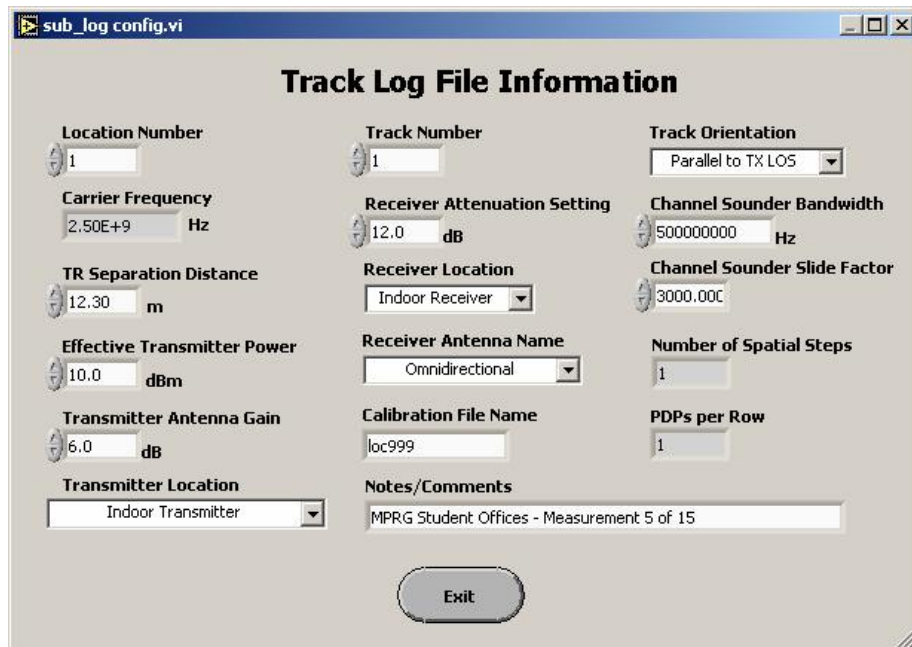 sub_log config.vi
Track Log File Information
Location Number
1
Track Number
1
Track Orientation
Parallel to TX LOS
Carrier Frequency
2.50E+9 Hz
Receiver Attenuation Setting
12.0 dB
Channel Sounder Bandwidth
500000000 Hz
TR Separation Distance
12.30 m
Receiver Location
Indoor Receiver
Channel Sounder Slide Factor
3000.000
Effective Transmitter Power
10.0 dBm
Receiver Antenna Name
Omnidirectional
Number of Spatial Steps
1
Transmitter Antenna Gain
6.0 dB
Calibration File Name
loc999
PDPs per Row
1
Transmitter Location
Indoor Transmitter
Notes/Comments
MPRG Student Offices - Measurement 5 of 15
Exit